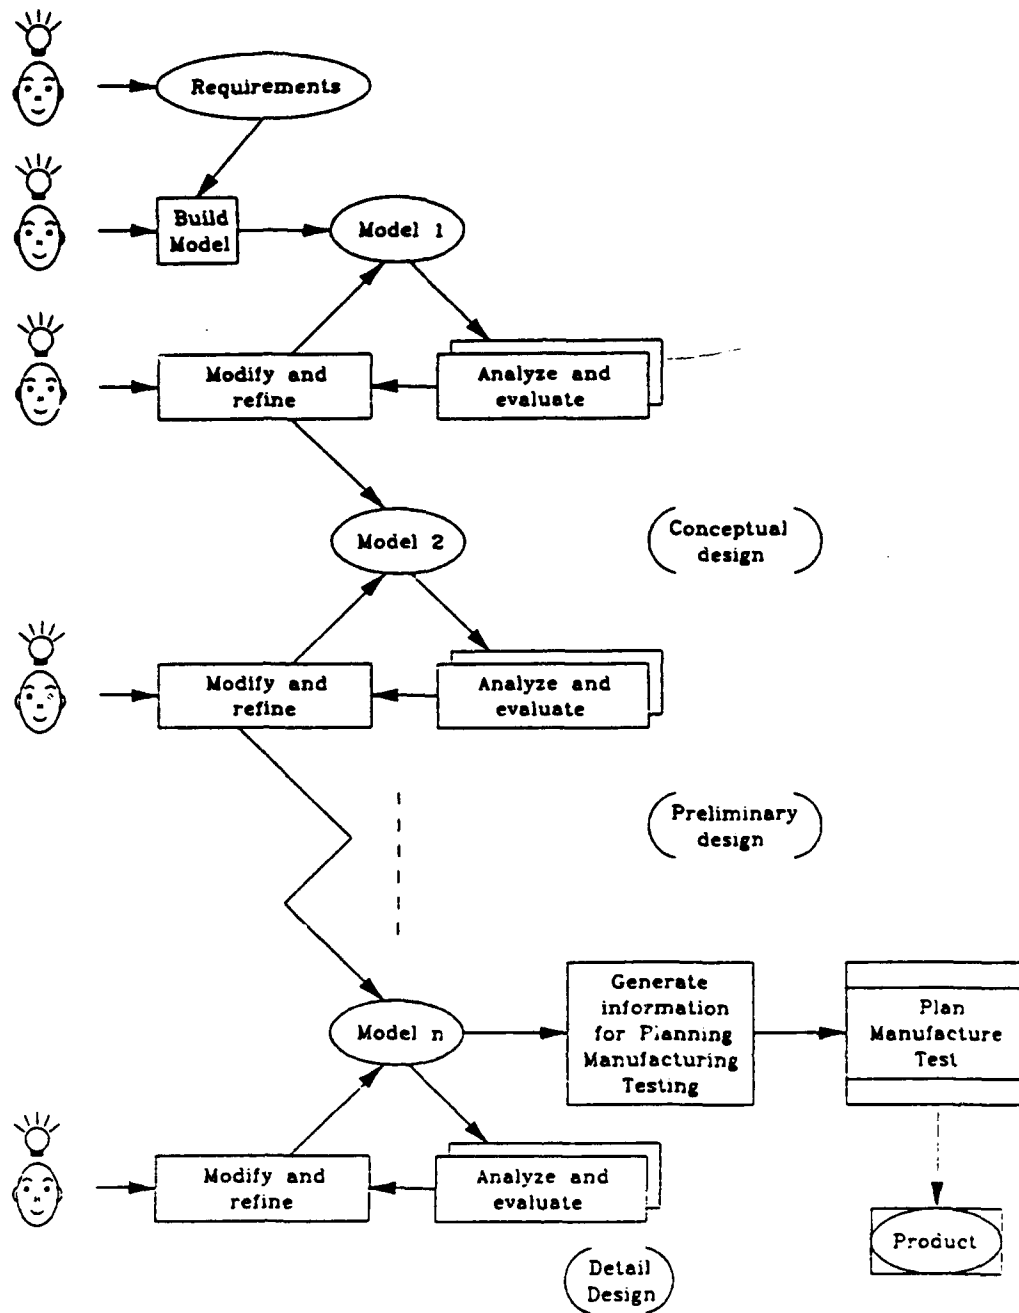 Requirements
Build
Model
Model 1
Modify and
refine
Analyze and
evaluate
Model 2
Conceptual
design
Modify and
refine
Analyze and
evaluate
Preliminary
design
Model n
Generate
information
for Planning
Manufacturing
Testing
Plan
Manufacture
Test
Modify and
refine
Analyze and
evaluate
Product
Detail
Design